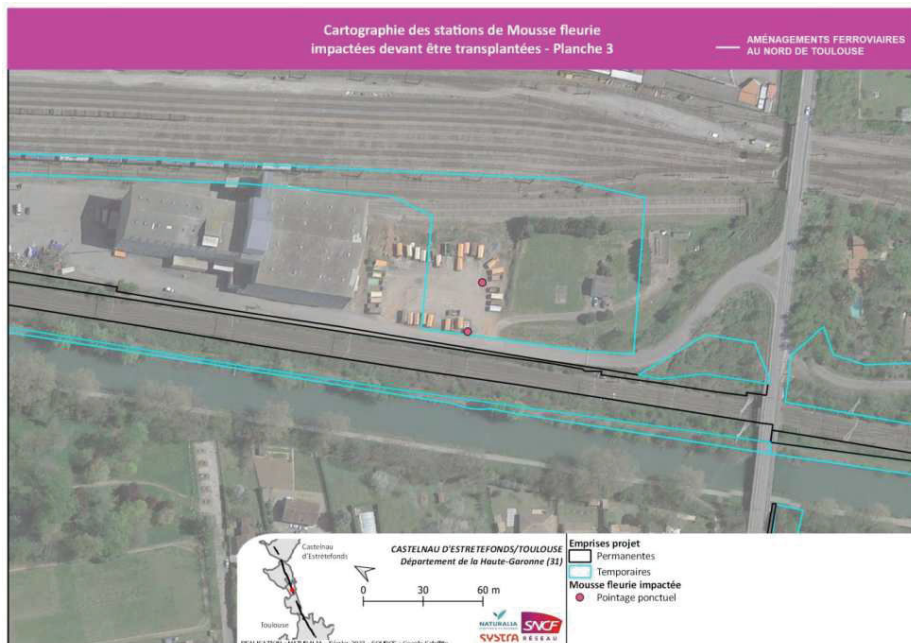 Cartographie des stations de Mousse fleurie
impactées devant être transplantées - Planche 3
AMÉNAGEMENTS FERROVIAIRES
AU NORD DE TOULOUSE
Castelnau
d'Estrétefonds
Toulouse
CASTELNAU D'ESTRETEFONDS/TOULOUSE
Département de la Haute-Garonne (31)
0 30 60 m
NATURALIA
SYSTRA
SNCF
RÉSEAU
Emprises projet
Permanentes
Temporaires
Mousse fleurie impactée
Pointage ponctuel